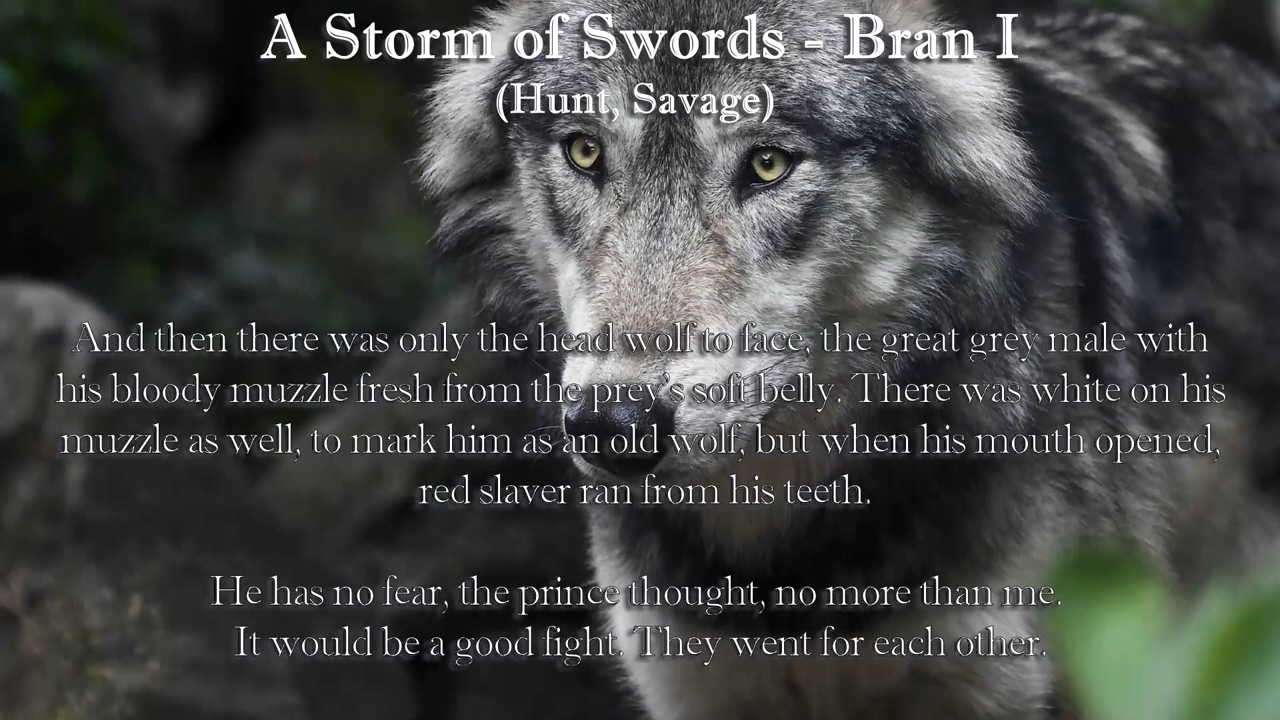 A Storm of Swords - Bran I
(Hunt, Savage)
And then there was only the head wolf to face, the great grey male with
his bloody muzzle fresh from the prey's soft belly. There was white on his
muzzle as well, to mark him as an old wolf, but when his mouth opened,
red slaver ran from his teeth.
He has no fear, the prince thought, no more than me.
It would be a good fight. They went for each other.